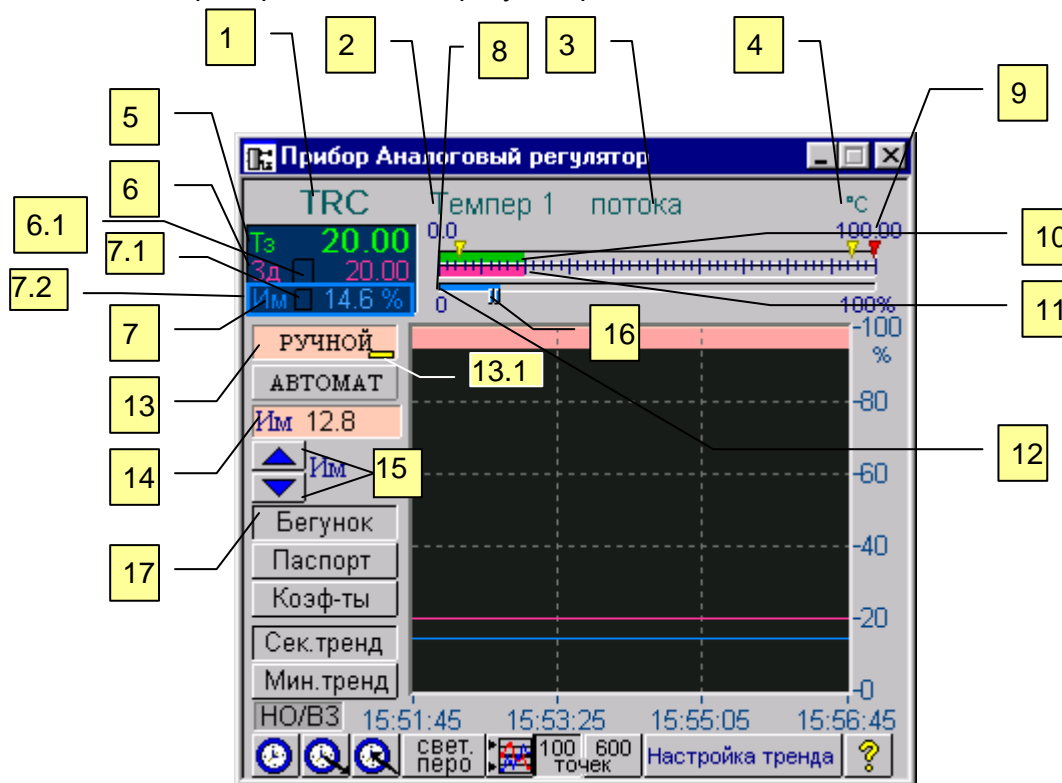 1 2 8 3 4
9
5
Прибор Аналоговый регулятор
6
TRC Темпер 1 потока °C
6.1
0.0 100.00
Тз 20.00
10
7.1
Зд 20.00
7.2
Им 14.6 %
0 100%
11
7
16
РУЧНОЙ
-100
%
13.1
13
АВТОМАТ
-80
Им 12.8
14
15
Им
12
-60
Бегунок
17
Паспорт
-40
Коэф-ты
-20
Сек.тренд
Мин.тренд
-0
НО/ВЗ 15:51:45 15:53:25 15:55:05 15:56:45
свет. перо 100 600 точек Настройка тренда ?